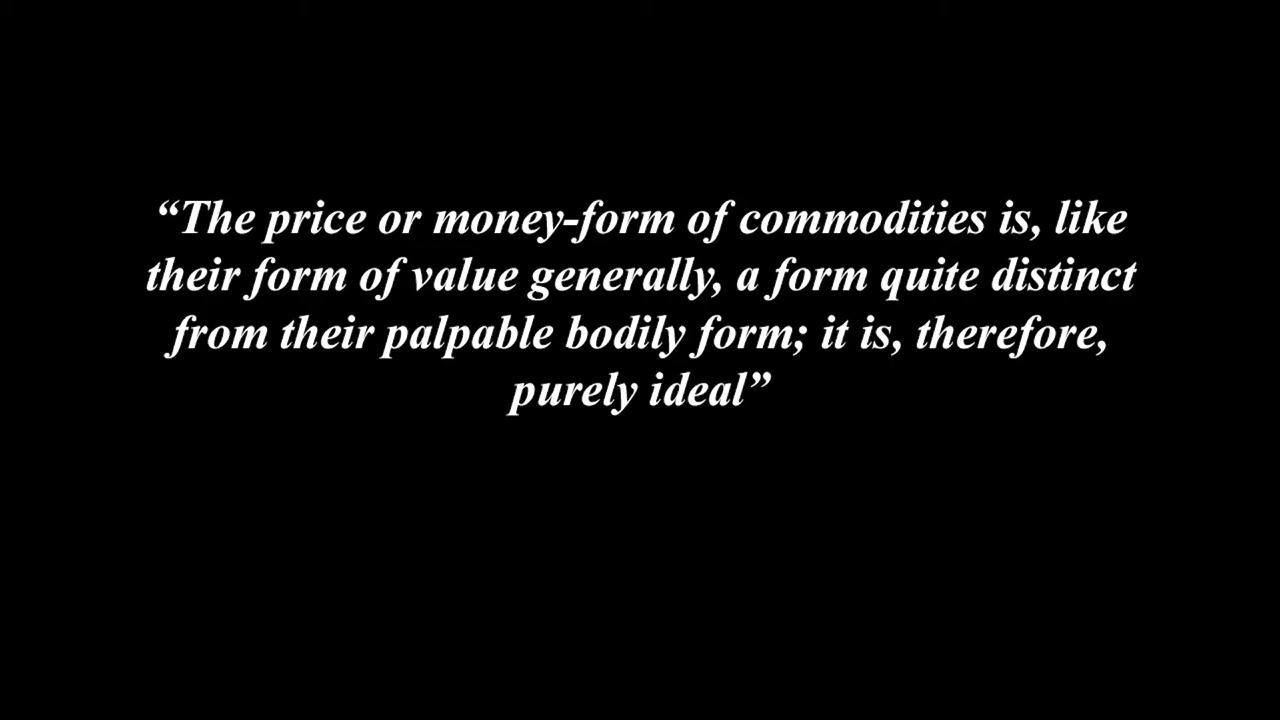 “The price or money-form of commodities is, like
their form of value generally, a form quite distinct
from their palpable bodily form; it is, therefore,
purely ideal”